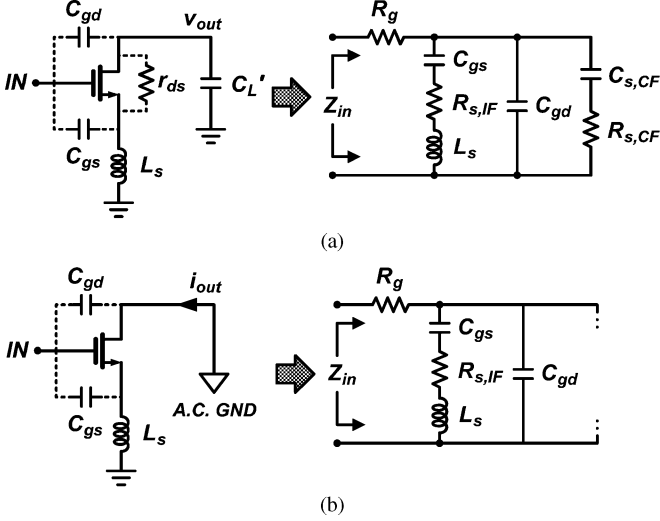 C_gd
v_out
IN
r_ds
C_L'
C_gs
L_s
R_g
Z_in
C_gs
R_s,IF
L_s
C_gd
C_s,CF
R_s,CF
(a)
C_gd
i_out
IN
A.C. GND
C_gs
L_s
R_g
Z_in
C_gs
R_s,IF
L_s
C_gd
(b)